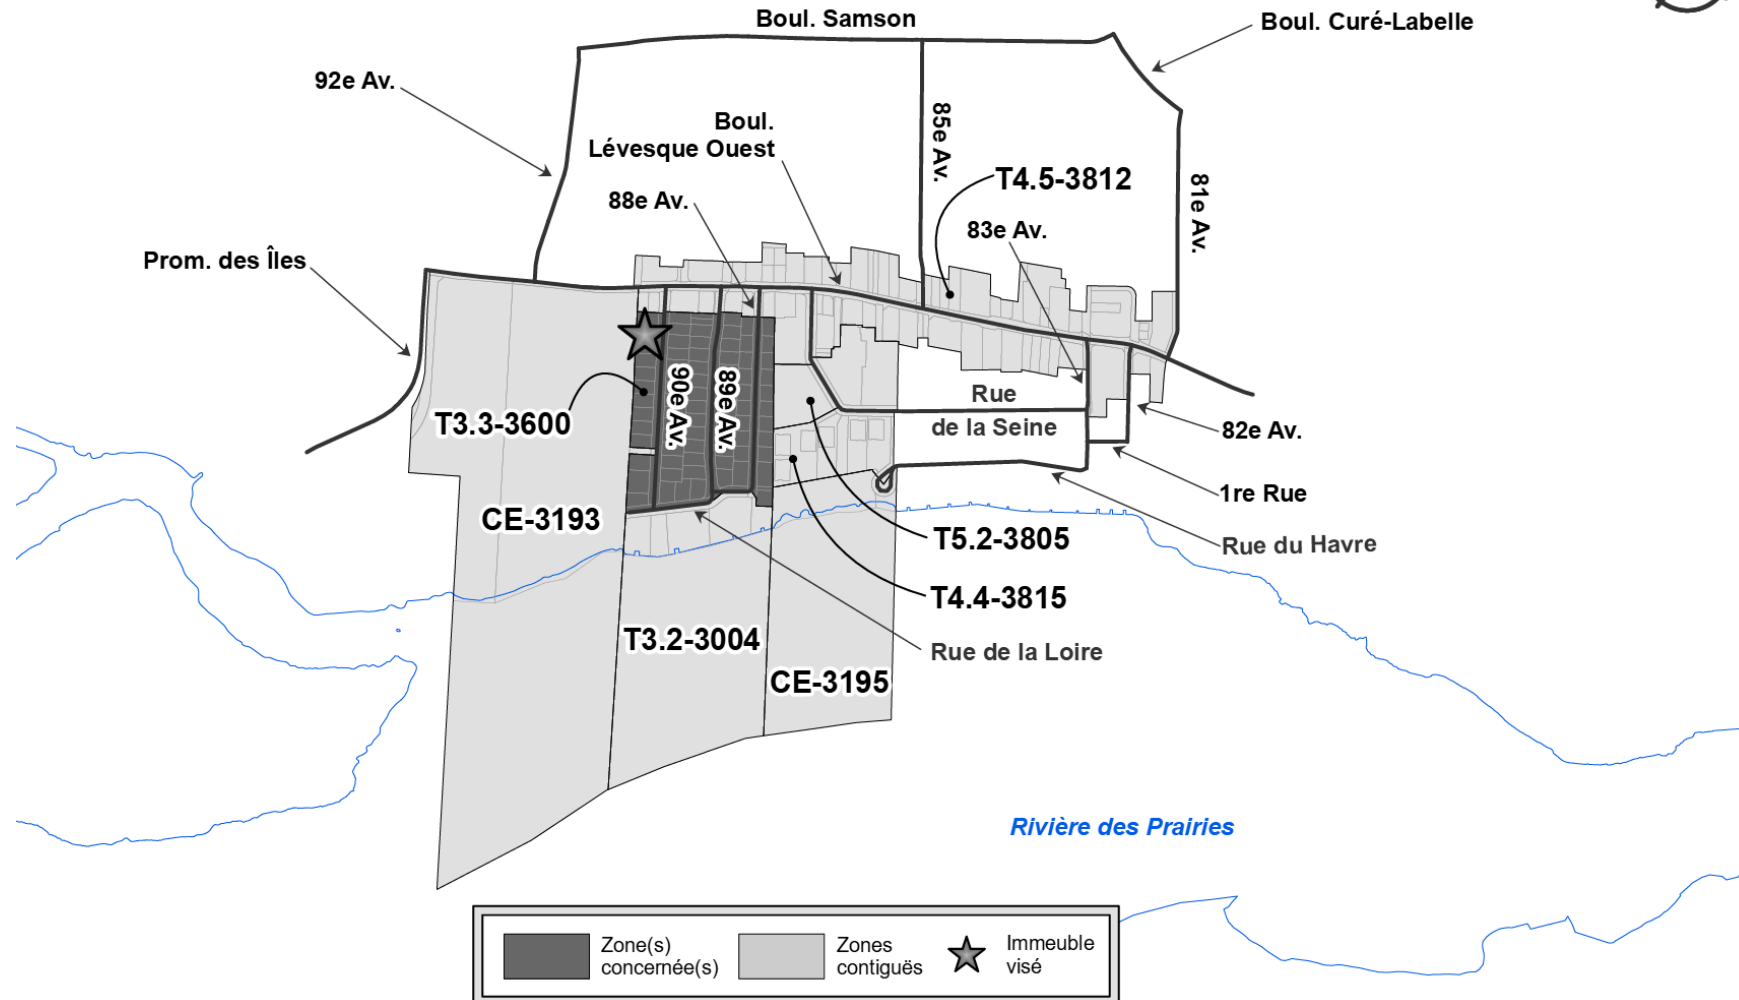 Boul. Samson
Boul. Curé-Labelle
92e Av.
Boul.
Lévesque Ouest
85e Av.
T4.5-3812
81e Av.
88e Av.
83e Av.
Prom. des Îles
90e Av.
89e Av.
T3.3-3600
Rue
de la Seine
82e Av.
1re Rue
CE-3193
T5.2-3805
Rue du Havre
T4.4-3815
T3.2-3004
Rue de la Loire
CE-3195
Rivière des Prairies
Zone(s)
concernée(s)
Zones
contiguës
Immeuble
visé